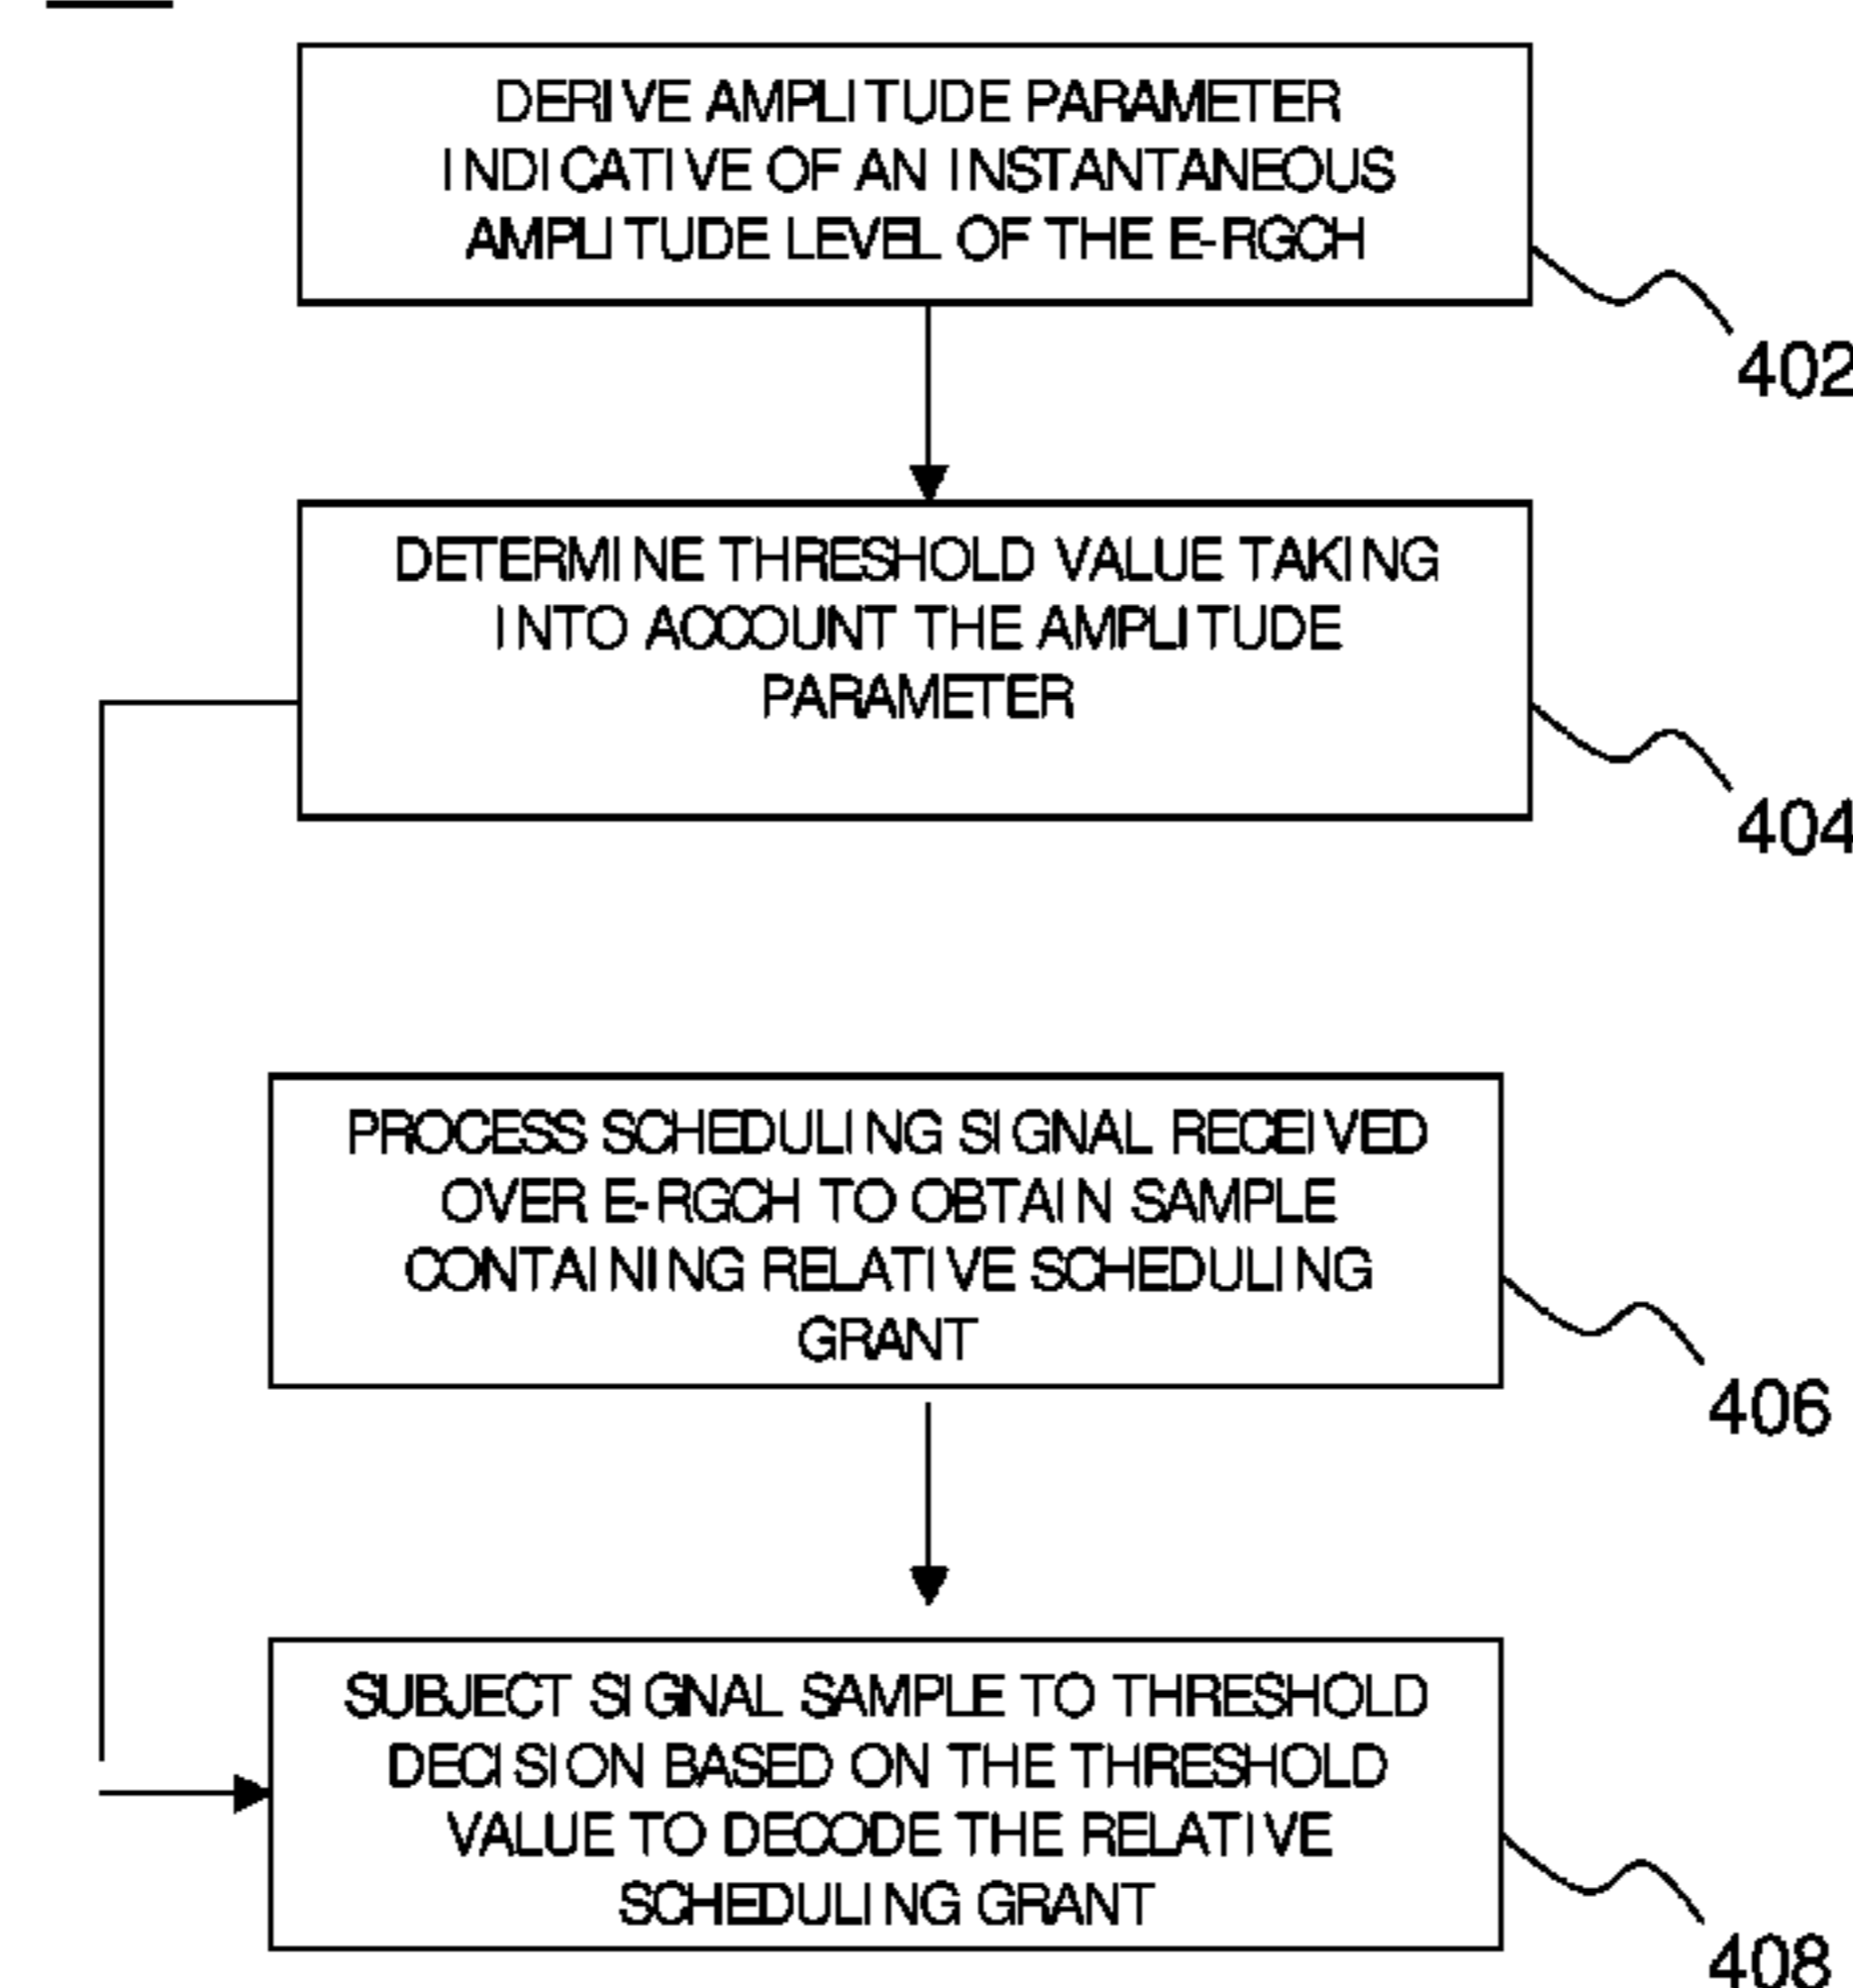 DERIVE AMPLITUDE PARAMETER
INDICATIVE OF AN INSTANTANEOUS
AMPLITUDE LEVEL OF THE E-RGCH
402
DETERMINE THRESHOLD VALUE TAKING
INTO ACCOUNT THE AMPLITUDE
PARAMETER
404
PROCESS SCHEDULING SIGNAL RECEIVED
OVER E-RGCH TO OBTAIN SAMPLE
CONTAINING RELATIVE SCHEDULING
GRANT
406
SUBJECT SIGNAL SAMPLE TO THRESHOLD
DECISION BASED ON THE THRESHOLD
VALUE TO DECODE THE RELATIVE
SCHEDULING GRANT
408